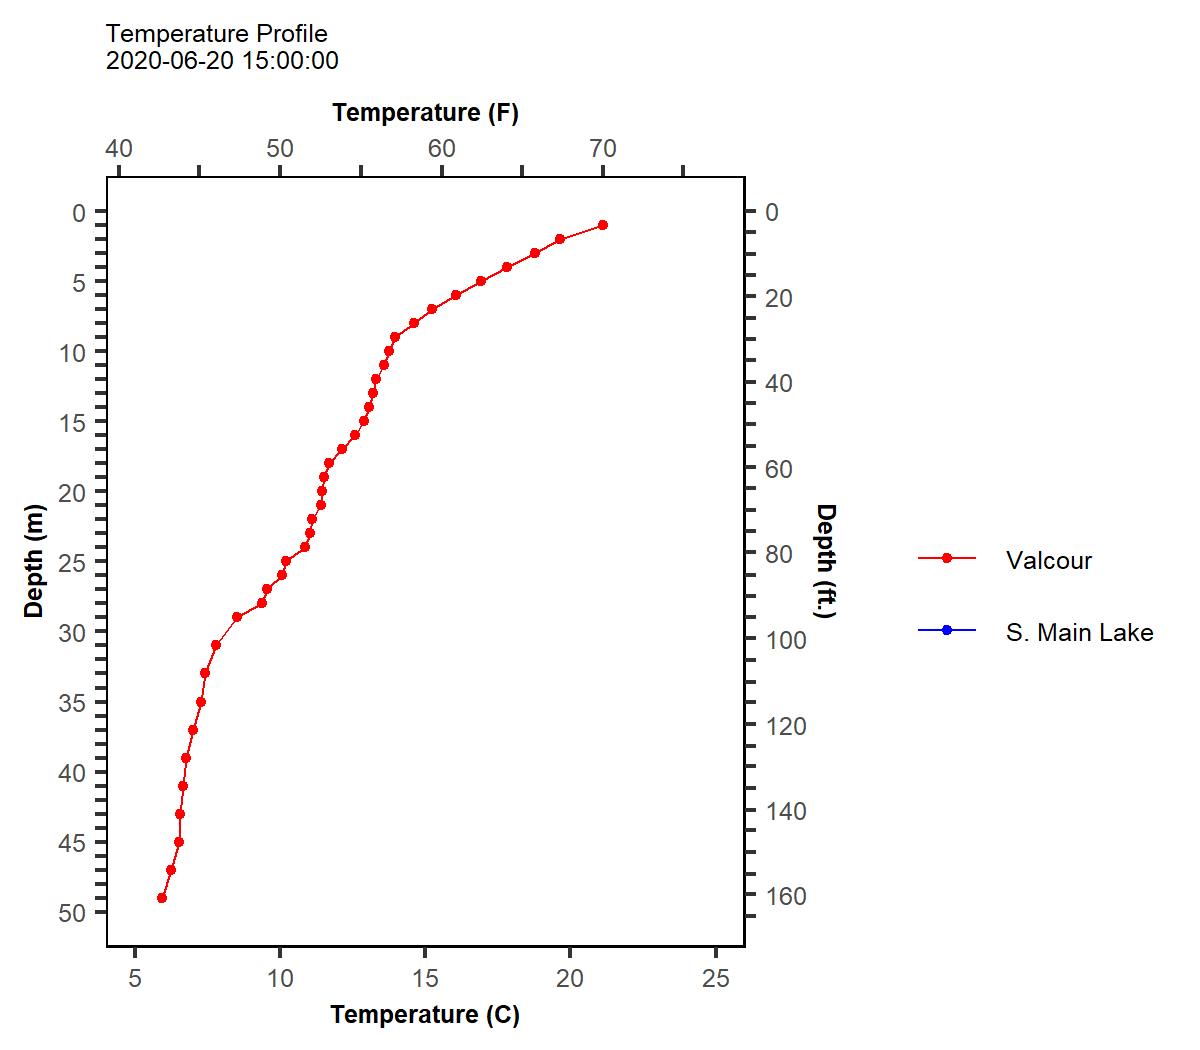 Temperature Profile
2020-06-20 15:00:00
Temperature (F)
40 50 60 70
0
5
10
15
20
25
30
35
40
45
50
Depth (m)
0
20
40
60
80
100
120
140
160
Depth (ft.)
Valcour
S. Main Lake
5 10 15 20 25
Temperature (C)